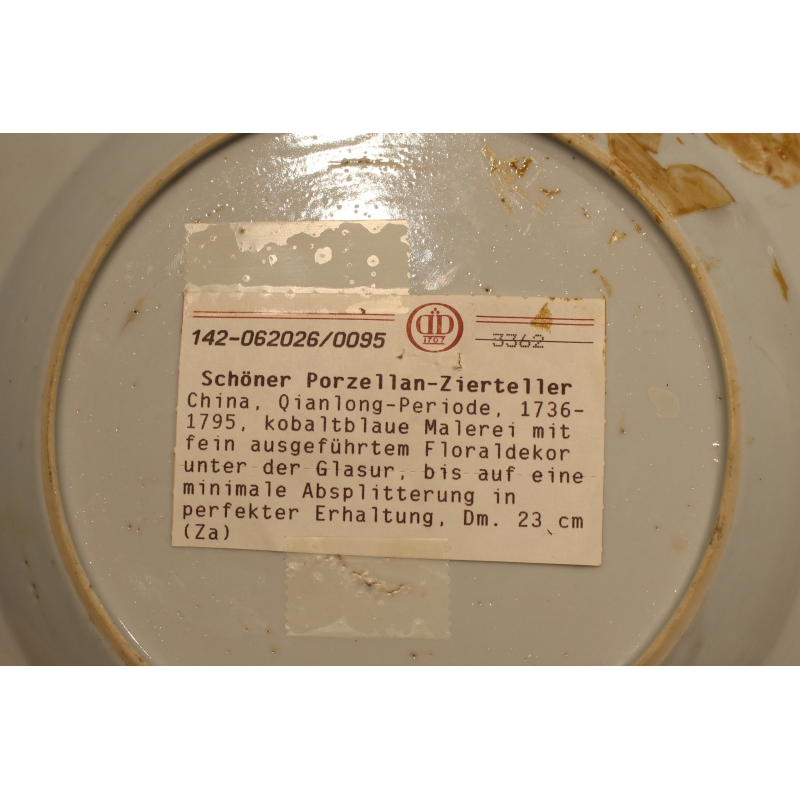 142-062026/0095 DD 1707 3362
Schöner Porzellan-Zierteller
China, Qianlong-Periode, 1736-
1795, kobaltblaue Malerei mit
fein ausgeführtem Floraldekor
unter der Glasur, bis auf eine
minimale Absplitterung in
perfekter Erhaltung, Dm. 23 cm
(Za)